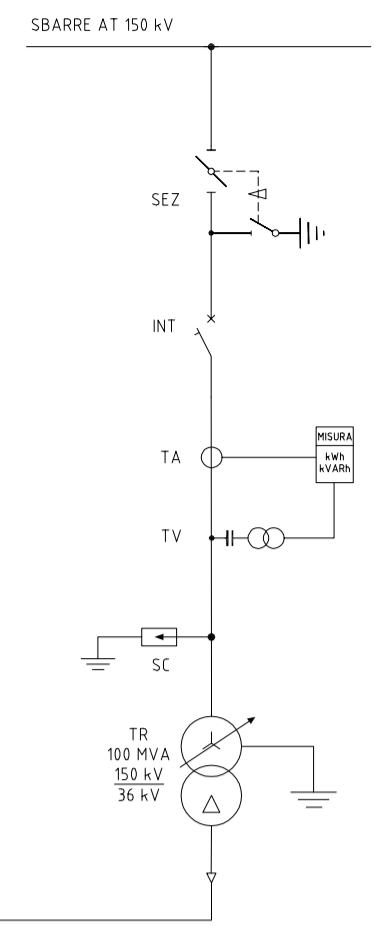 SBARRE AT 150 kV
SEZ
INT
MISURA
TA
kWh
kVARh
TV
SC
TR
100 MVA
150 kV
36 kV